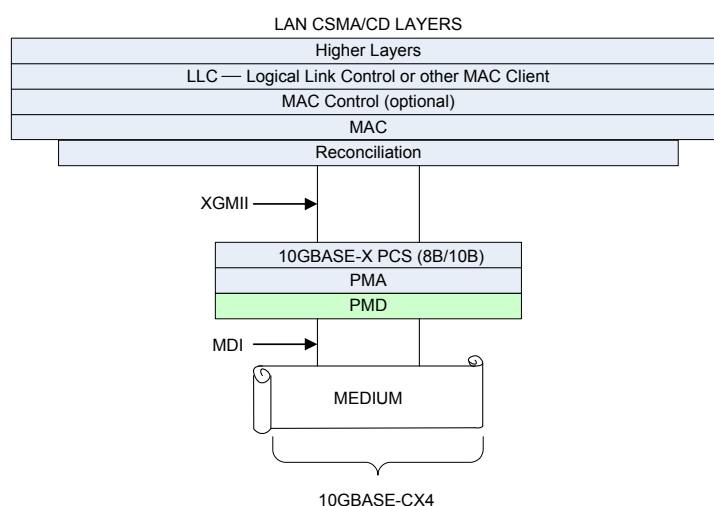 LAN CSMA/CD LAYERS
Higher Layers
LLC — Logical Link Control or other MAC Client
MAC Control (optional)
MAC
Reconciliation
XGMII
10GBASE-X PCS (8B/10B)
PMA
PMD
MDI
MEDIUM
10GBASE-CX4